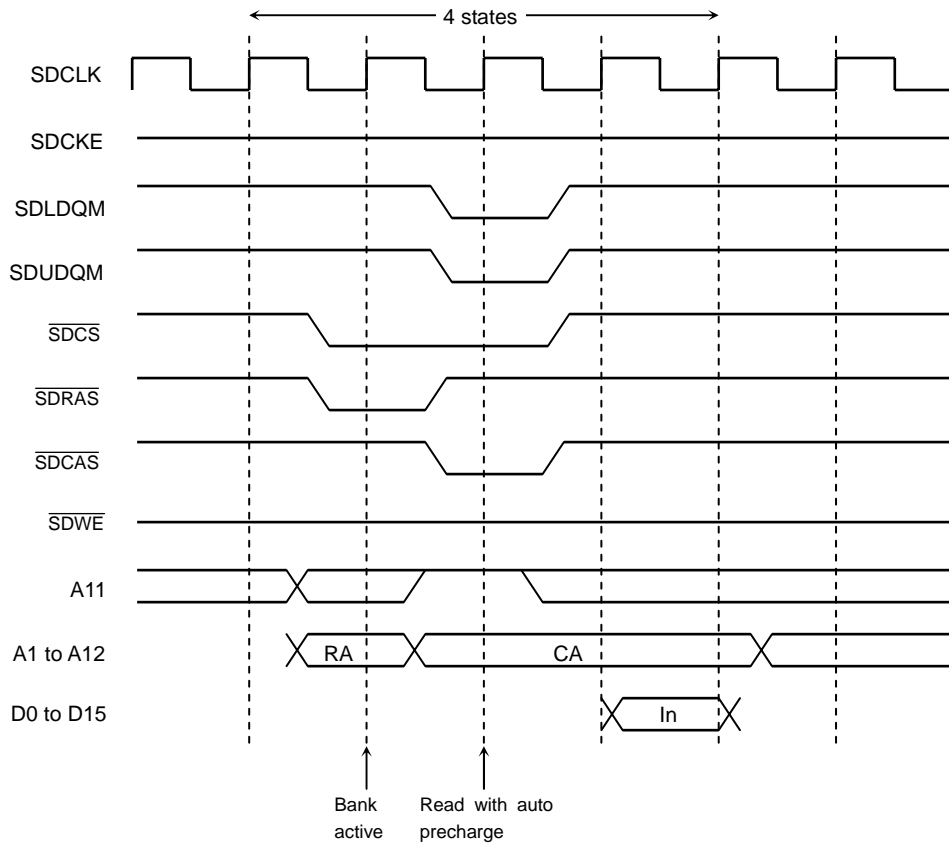 4 states
SDCLK
SDCKE
SDLDQM
SDUDQM
SDCS
SDRAS
SDCAS
SDWE
A11
A1 to A12
RA
CA
D0 to D15
In
Bank
active
Read with auto
precharge